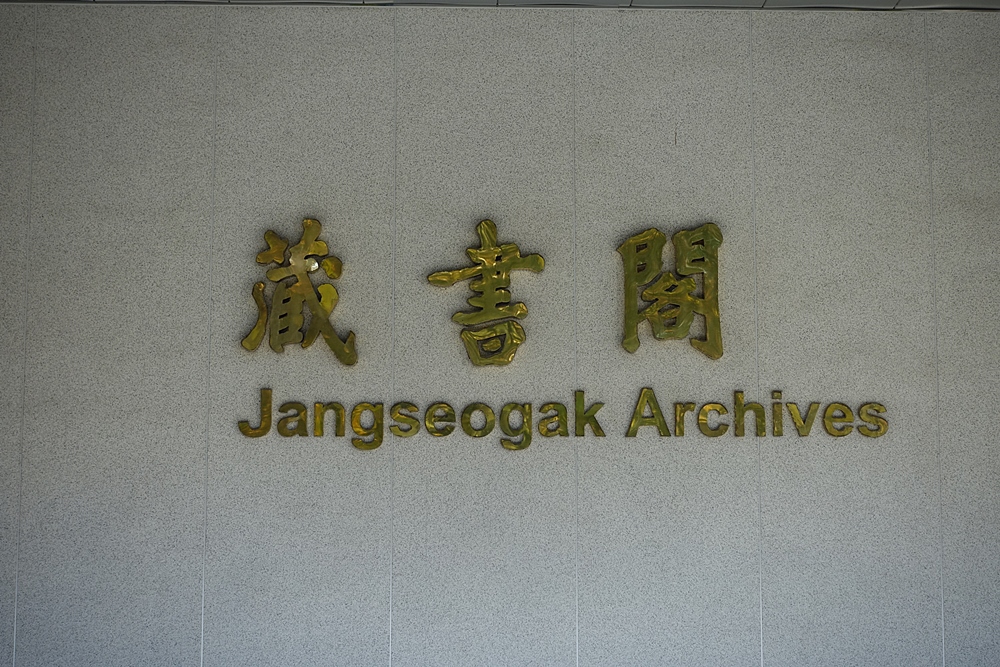 藏書閣
Jangseogak Archives